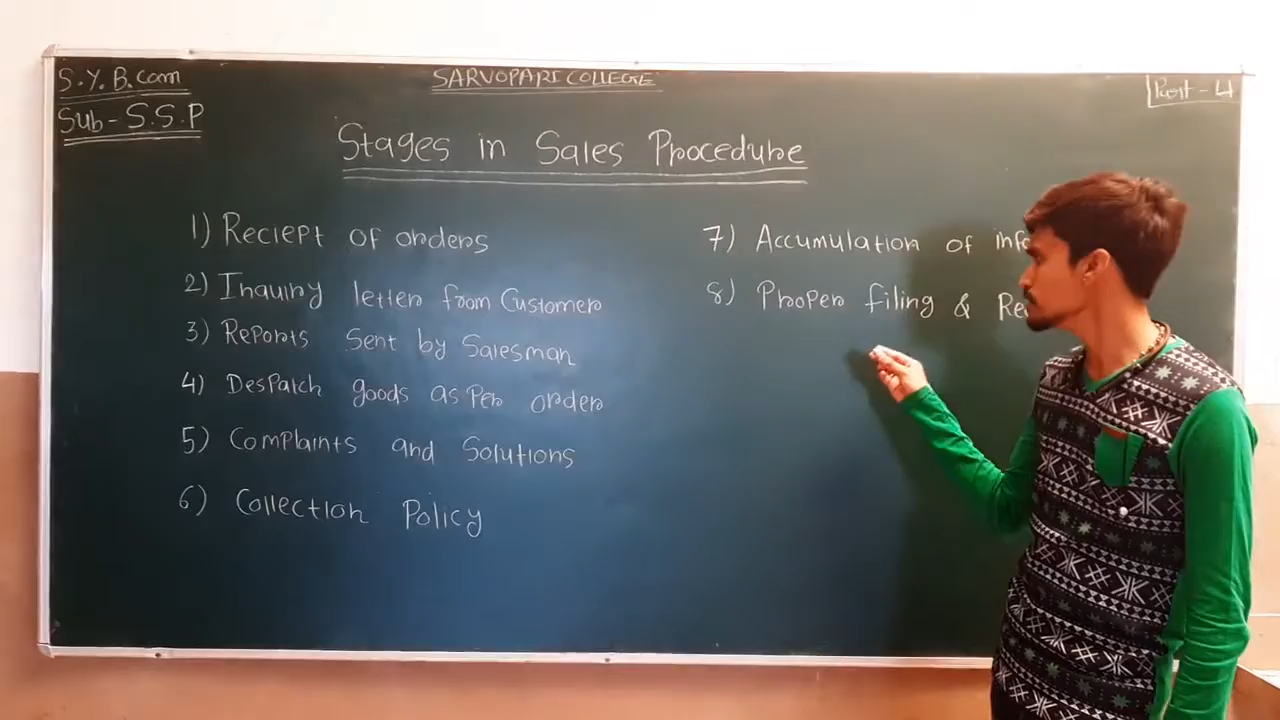 S.Y.B.Com
SARVOPARI COLLEGE
Part-4
Sub-S.S.P
Stages in Sales Procedure
1) Reciept of orders
2) Inquiry letter from Customer
3) Reports Sent by Salesman
4) Despatch goods as Per order
5) Complaints and Solutions
6) Collection Policy
7) Accumulation of
8) Proper filing &